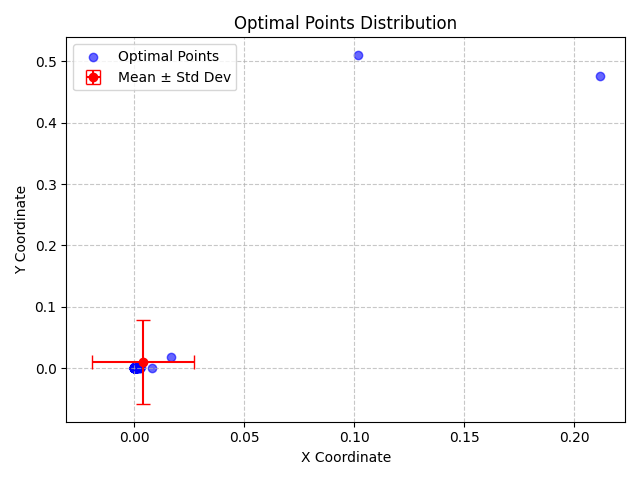 Optimal Points Distribution
Optimal Points
Mean ± Std Dev
0.5
0.4
0.3
0.2
0.1
0.0
Y Coordinate
0.00
0.05
0.10
0.15
0.20
X Coordinate